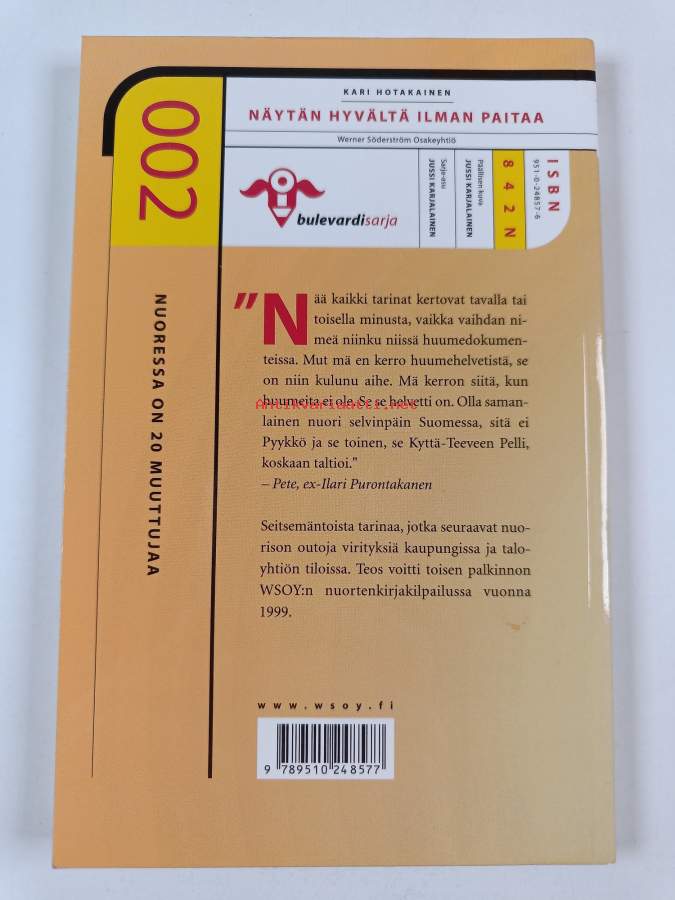 KARI HOTAKAINEN
NÄYTÄN HYVÄLTÄ ILMAN PAITAA
Werner Söderström Osakeyhtiö
002
bulevardisarja
Sarja-asu
JUSSI KARJALAINEN
Päällisen kuva
JUSSI KARJALAINEN
842N
ISBN
951-0-24857-6
NUORESSA ON 20 MUUTTUJAA
"Nää kaikki tarinat kertovat tavalla tai
toisella minusta, vaikka vaihdan ni-
meä niinku niissä huumedokumen-
teissa. Mut mä en kerro huumehelvetistä, se
on niin kulunu aihe. Mä kerron siitä, kun
huumeita ei ole. Se se helvetti on. Olla saman-
Antikvariaatti.net
lainen nuori selvinpäin Suomessa, sitä ei
Pyykkö ja se toinen, se Kyttä-Teeveen Pelli,
koskaan taltioi."
– Pete, ex-Ilari Purontakanen
Seitsemäntoista tarinaa, jotka seuraavat nuo-
rison outoja virityksiä kaupungissa ja talo-
yhtiön tiloissa. Teos voitti toisen palkinnon
WSOY:n nuortenkirjakilpailussa vuonna
1999.
www.wsoy.fi
9 789510 248577